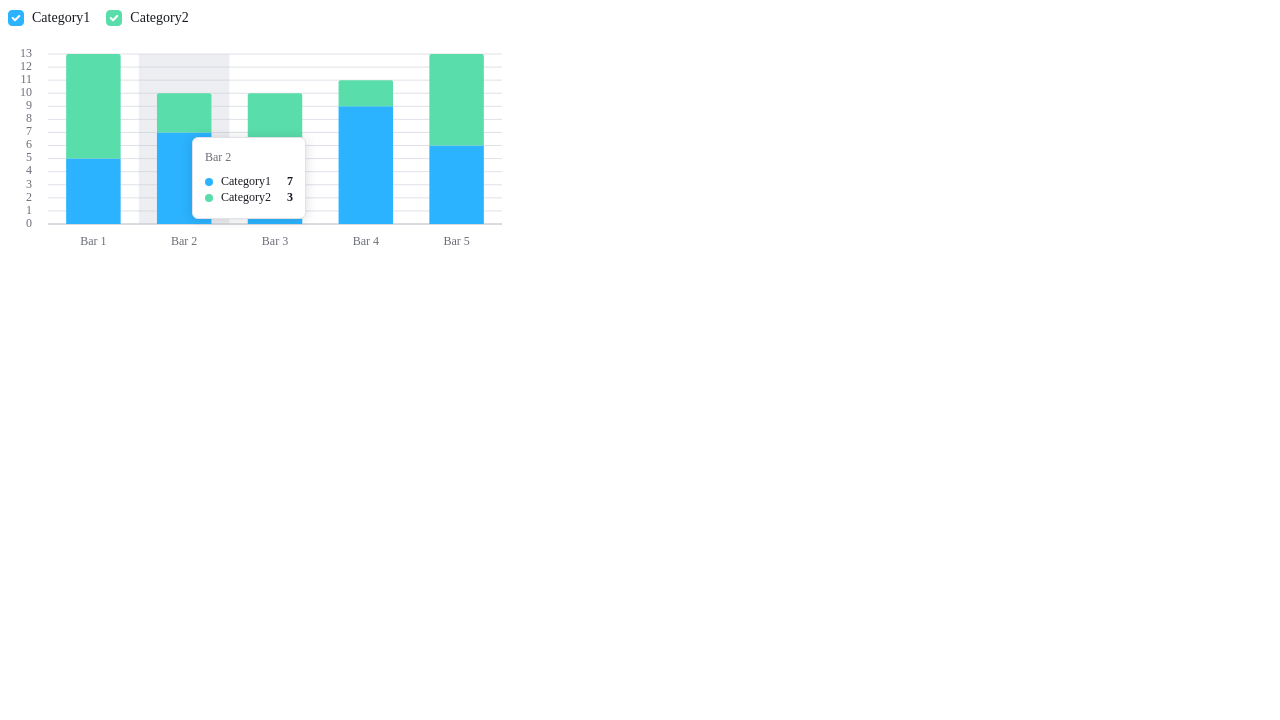 Category1 Category2
13
12
11
10
9
8
7
6
5
4
3
2
1
0
Bar 2
Category1 7
Category2 3
Bar 1 Bar 2 Bar 3 Bar 4 Bar 5